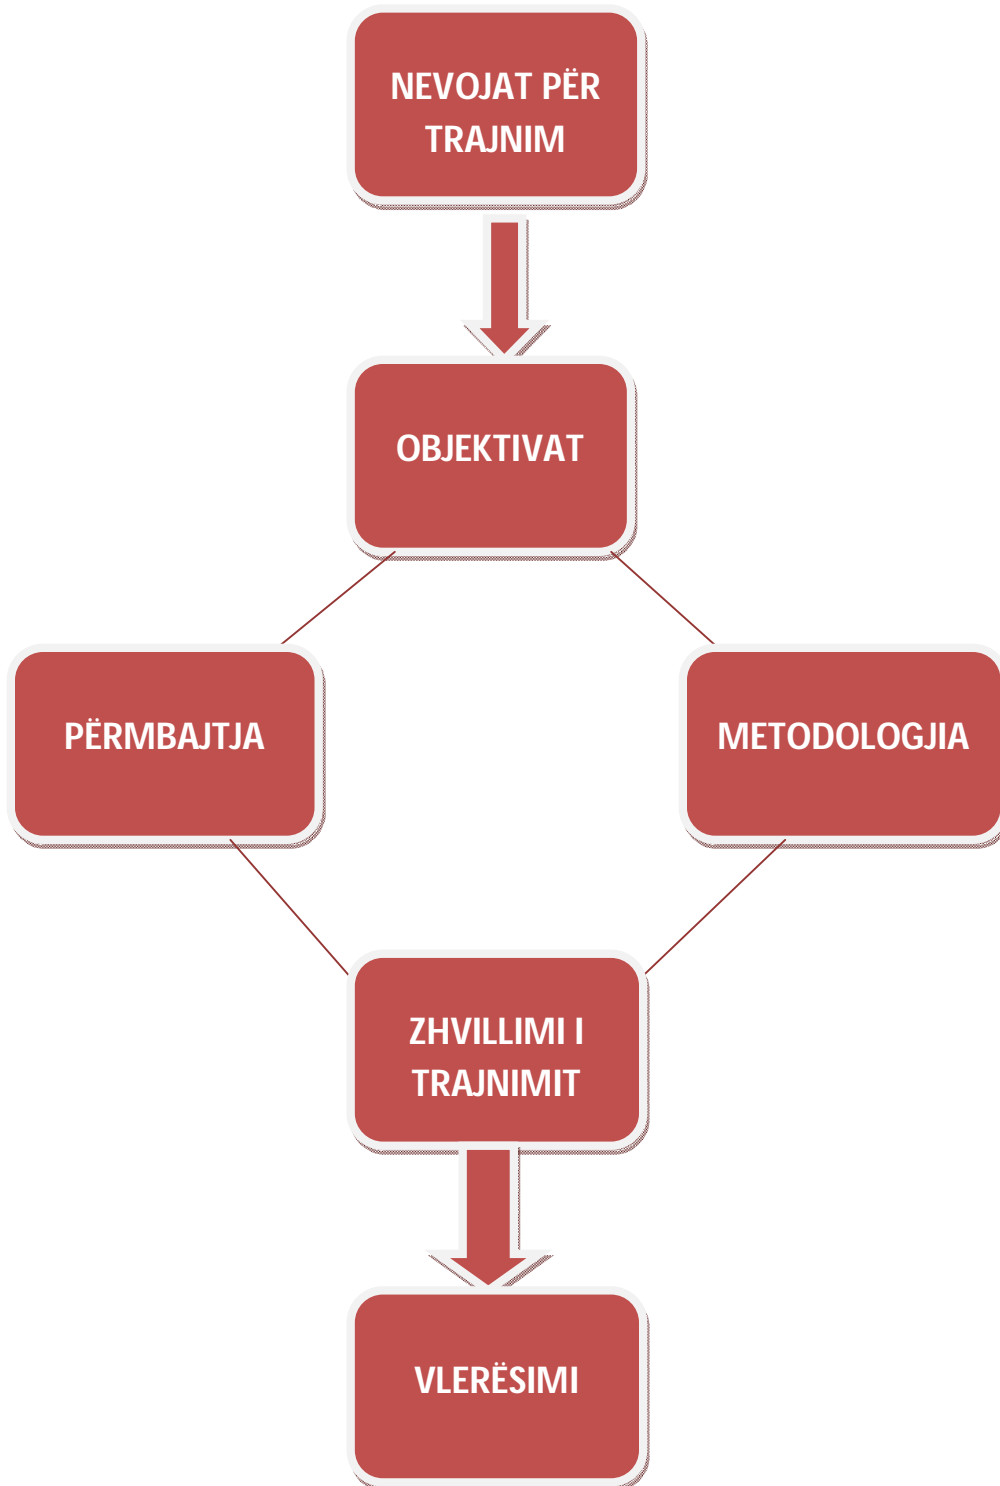 NEVOJAT PËR
TRAJNIM
OBJEKTIVAT
PËRMBAJTJA
METODOLOGJIA
ZHVILLIMI I
TRAJNIMIT
VLERËSIMI